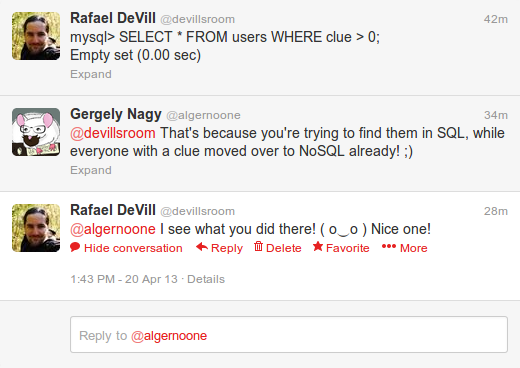 Rafael DeVill @devillsroom 42m
mysql> SELECT * FROM users WHERE clue > 0;
Empty set (0.00 sec)
Expand
Gergely Nagy @algernoone 34m
@devillsroom That's because you're trying to find them in SQL, while
everyone with a clue moved over to NoSQL already! ;)
Expand
Rafael DeVill @devillsroom 28m
@algernoone I see what you did there! ( o‿o ) Nice one!
Hide conversation Reply Delete Favorite More
1:43 PM - 20 Apr 13 · Details
Reply to @algernoone